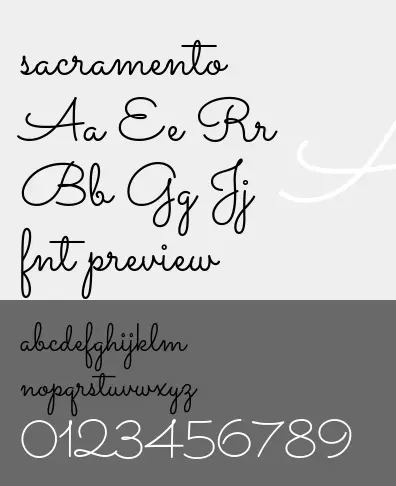 sacramento
Aa Ee Rr
Bb Gg Jj
fnt preview
A
abcdefghijklm
nopqrstuvwxyz
0123456789